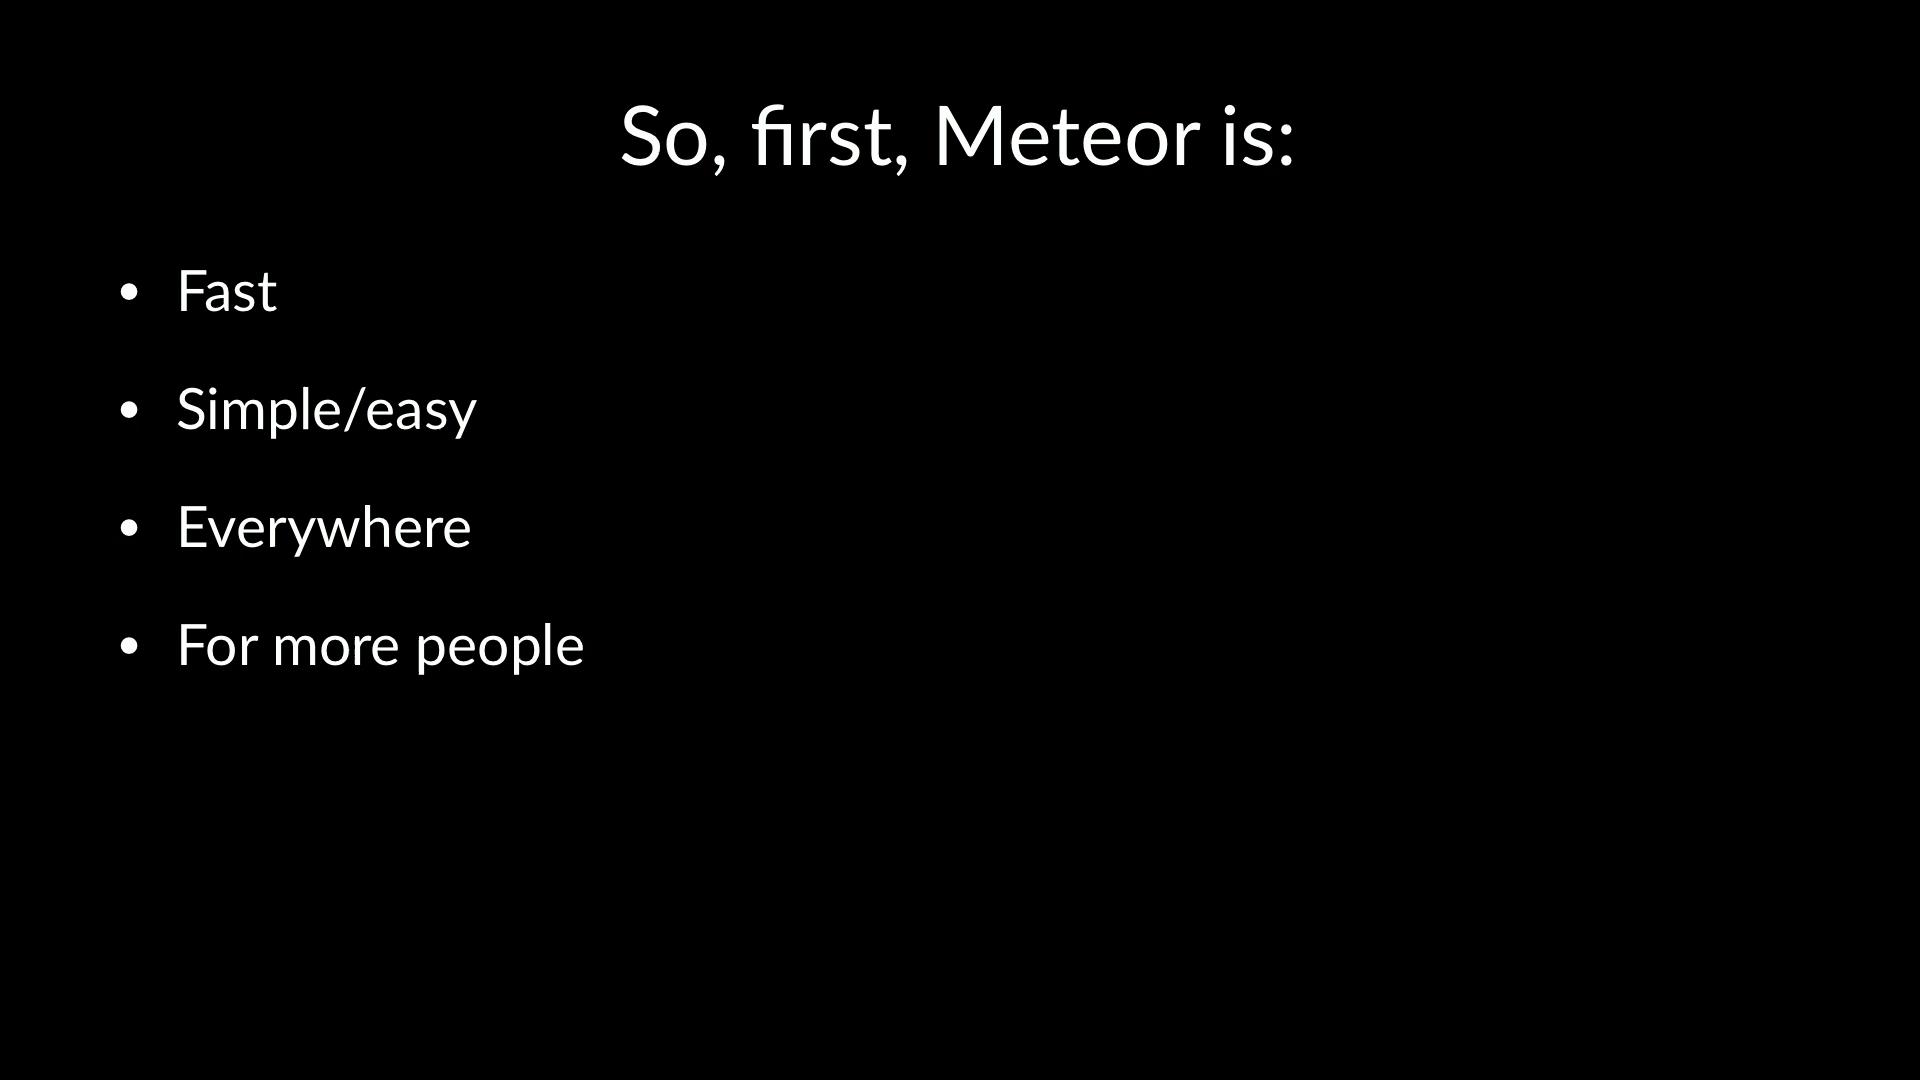 So, first, Meteor is:
• Fast
• Simple/easy
• Everywhere
• For more people